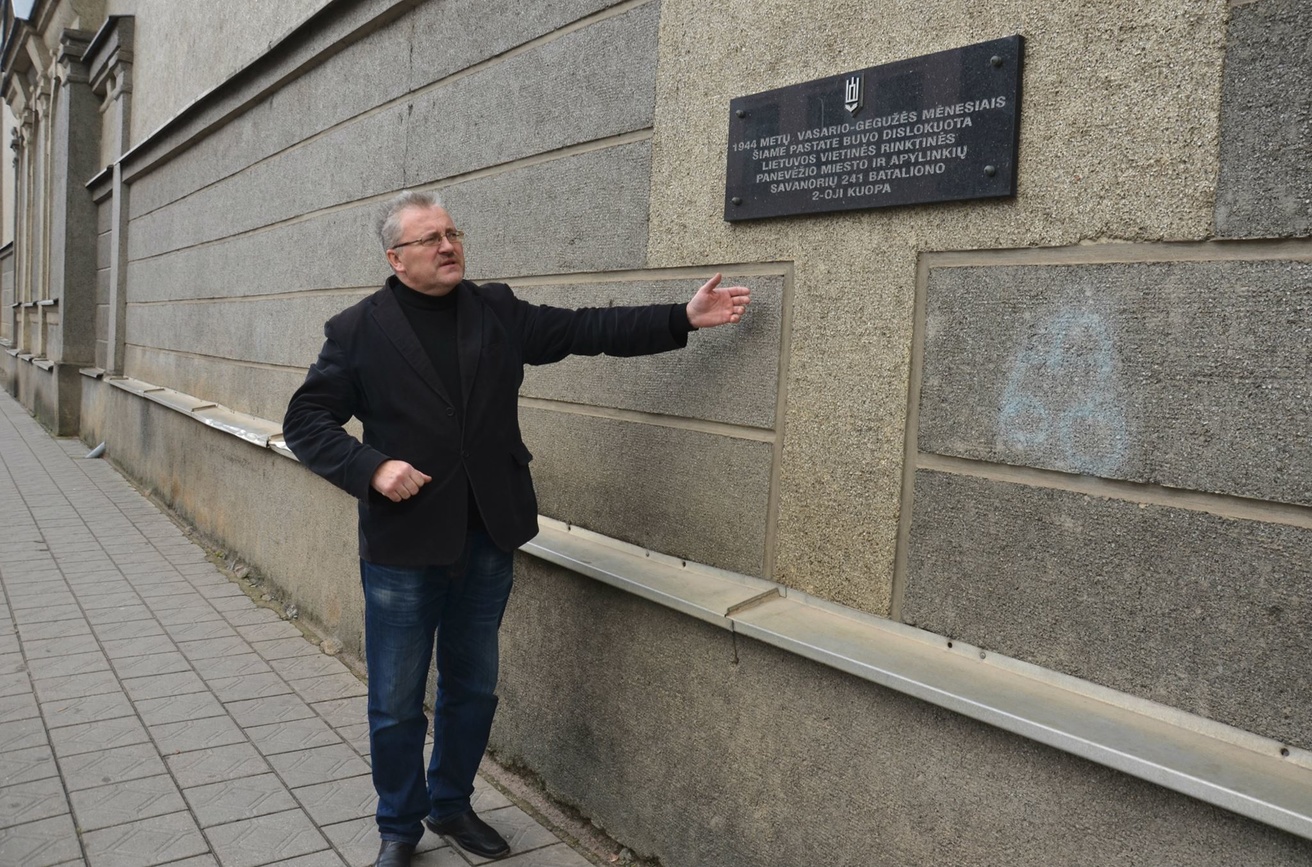 1944 METŲ VASARIO-GEGUŽĖS MĖNESIAIS
ŠIAME PASTATE BUVO DISLOKUOTA
LIETUVOS VIETINĖS RINKTINĖS
PANEVĖŽIO MIESTO IR APYLINKIŲ
SAVANORIŲ 241 BATALIONO
2-OJI KUOPA